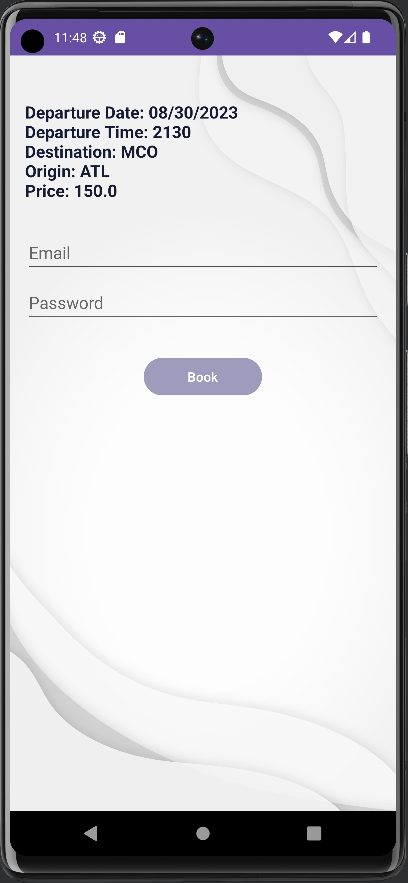 11:48
Departure Date: 08/30/2023
Departure Time: 2130
Destination: MCO
Origin: ATL
Price: 150.0
Email
Password
Book